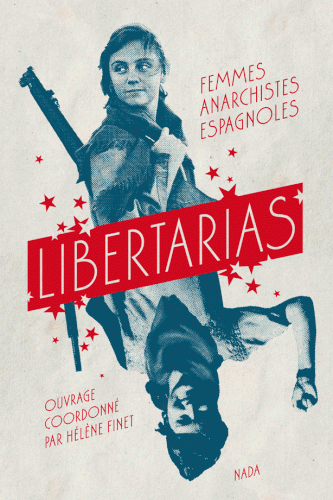 FEMMES
ANARCHISTES
ESPAGNOLES
LIBERTARIAS
OUVRAGE
COORDONNÉ
PAR HÉLÈNE FINET
NADA